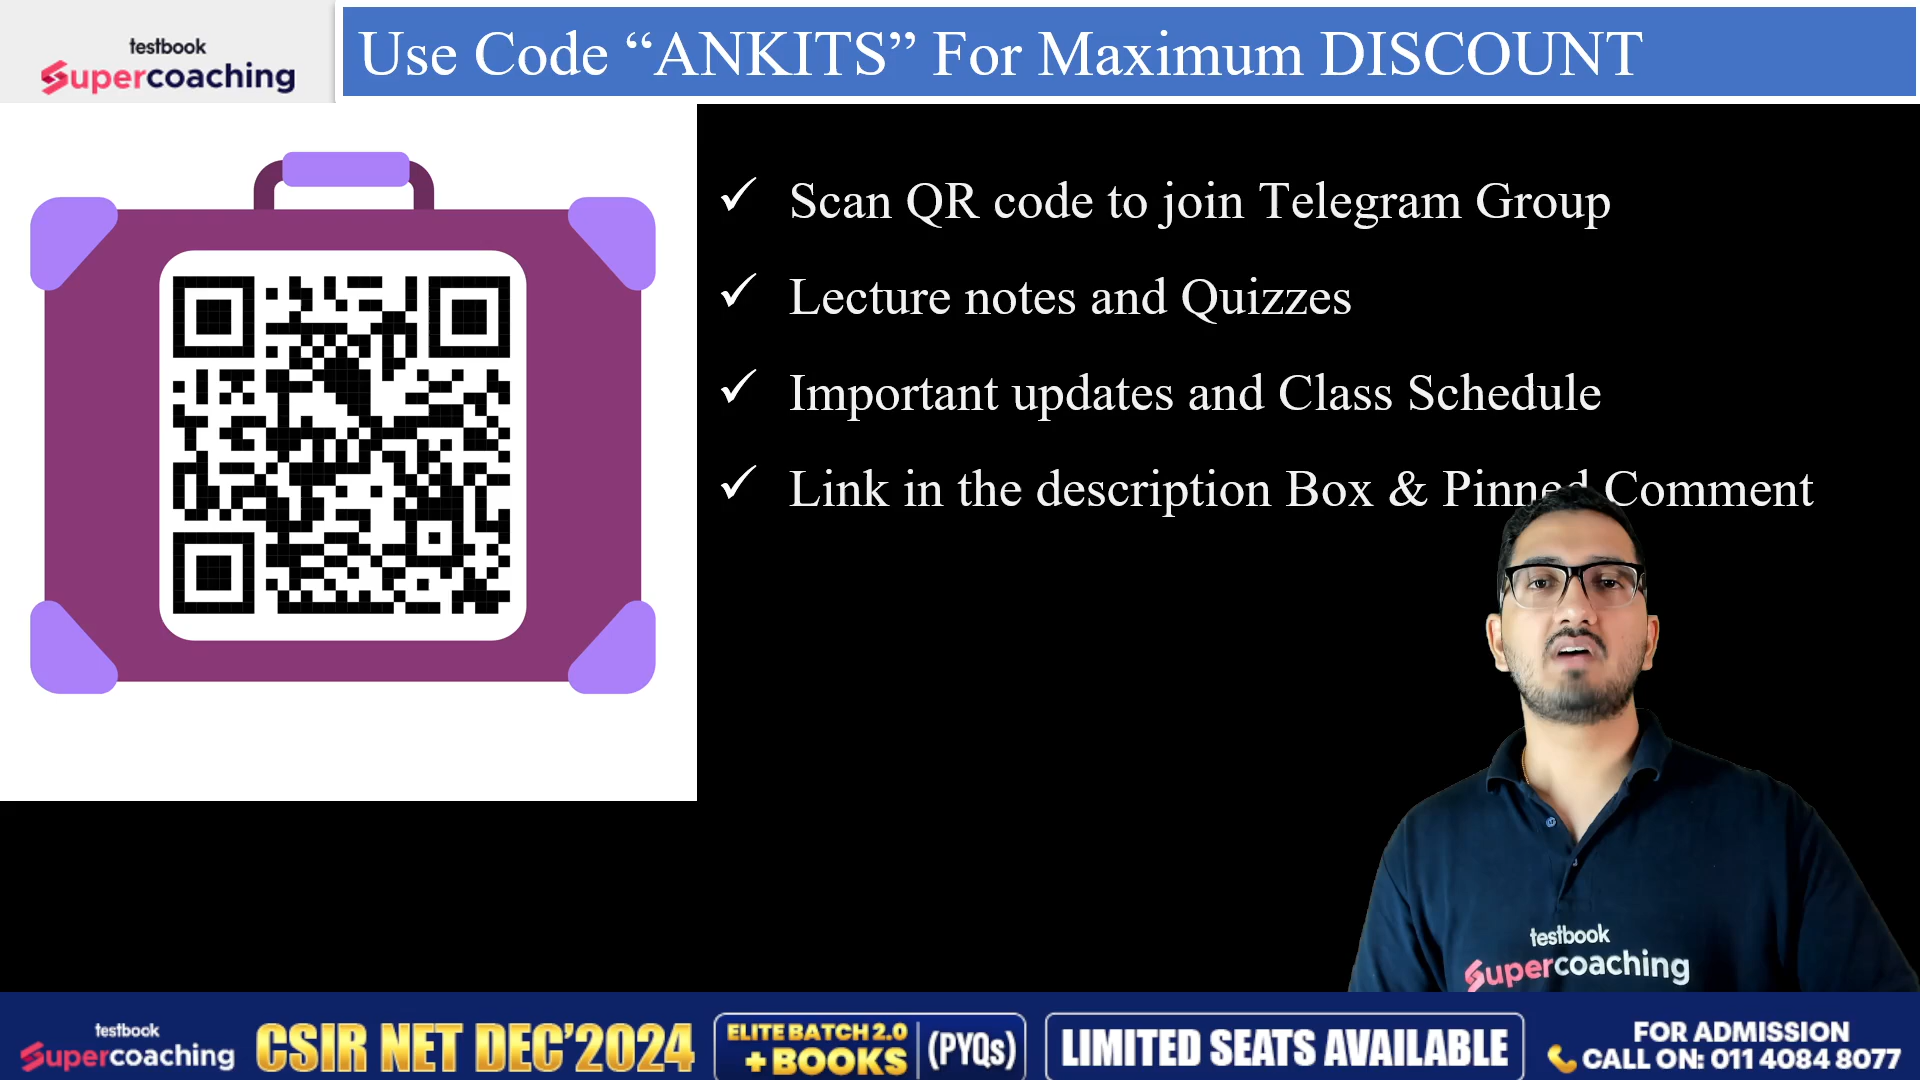 testbook
Supercoaching
Use Code “ANKITS” For Maximum DISCOUNT
✓ Scan QR code to join Telegram Group
✓ Lecture notes and Quizzes
✓ Important updates and Class Schedule
✓ Link in the description Box & Pinned Comment
testbook
Supercoaching
testbook
Supercoaching
CSIR NET DEC’2024
ELITE BATCH 2.0
+ BOOKS
(PYQs)
LIMITED SEATS AVAILABLE
FOR ADMISSION
CALL ON: 011 4084 8077